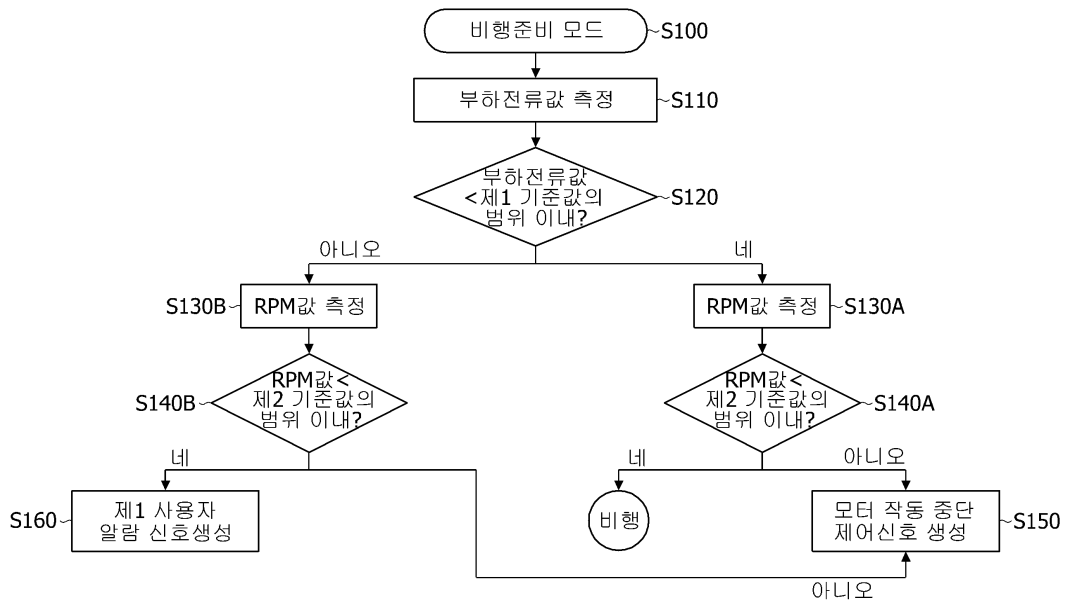 비행준비 모드
S100
부하전류값 측정
S110
부하전류값
<제1 기준값의
범위 이내?
S120
아니오
네
S130B
RPM값 측정
RPM값 측정
S130A
S140B
RPM값<
제2 기준값의
범위 이내?
RPM값<
제2 기준값의
범위 이내?
S140A
네
네
아니오
S160
제1 사용자
알람 신호생성
비행
모터 작동 중단
제어신호 생성
S150
아니오